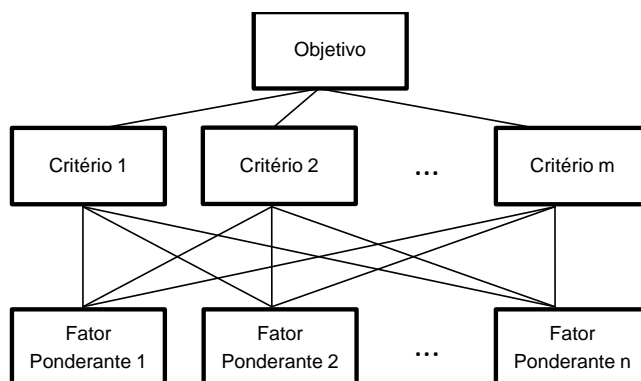 Objetivo
Critério 1
Critério 2
...
Critério m
Fator
Ponderante 1
Fator
Ponderante 2
...
Fator
Ponderante n